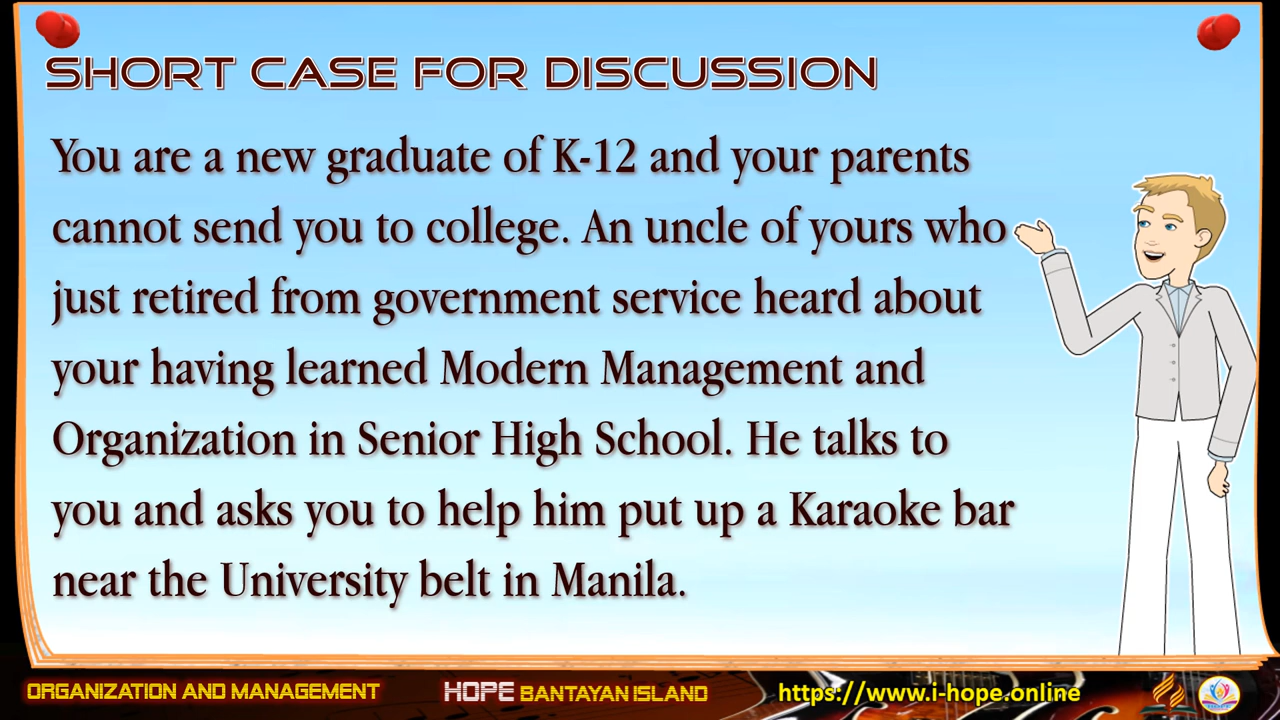 SHORT CASE FOR DISCUSSION
You are a new graduate of K-12 and your parents
cannot send you to college. An uncle of yours who
just retired from government service heard about
your having learned Modern Management and
Organization in Senior High School. He talks to
you and asks you to help him put up a Karaoke bar
near the University belt in Manila.
ORGANIZATION AND MANAGEMENT HOPE BANTAYAN ISLAND https://www.i-hope.online